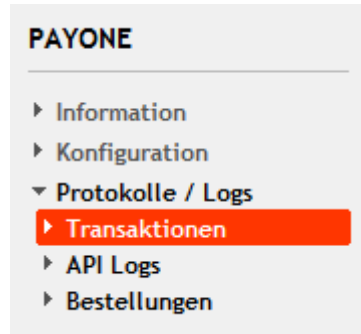 PAYONE
Information
Konfiguration
Protokolle / Logs
Transaktionen
API Logs
Bestellungen